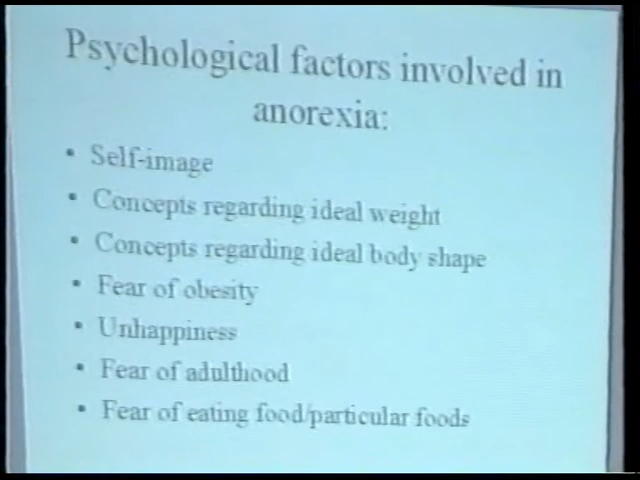 Psychological factors involved in
anorexia:
• Self-image
• Concepts regarding ideal weight
• Concepts regarding ideal body shape
• Fear of obesity
• Unhappiness
• Fear of adulthood
• Fear of eating food/particular foods